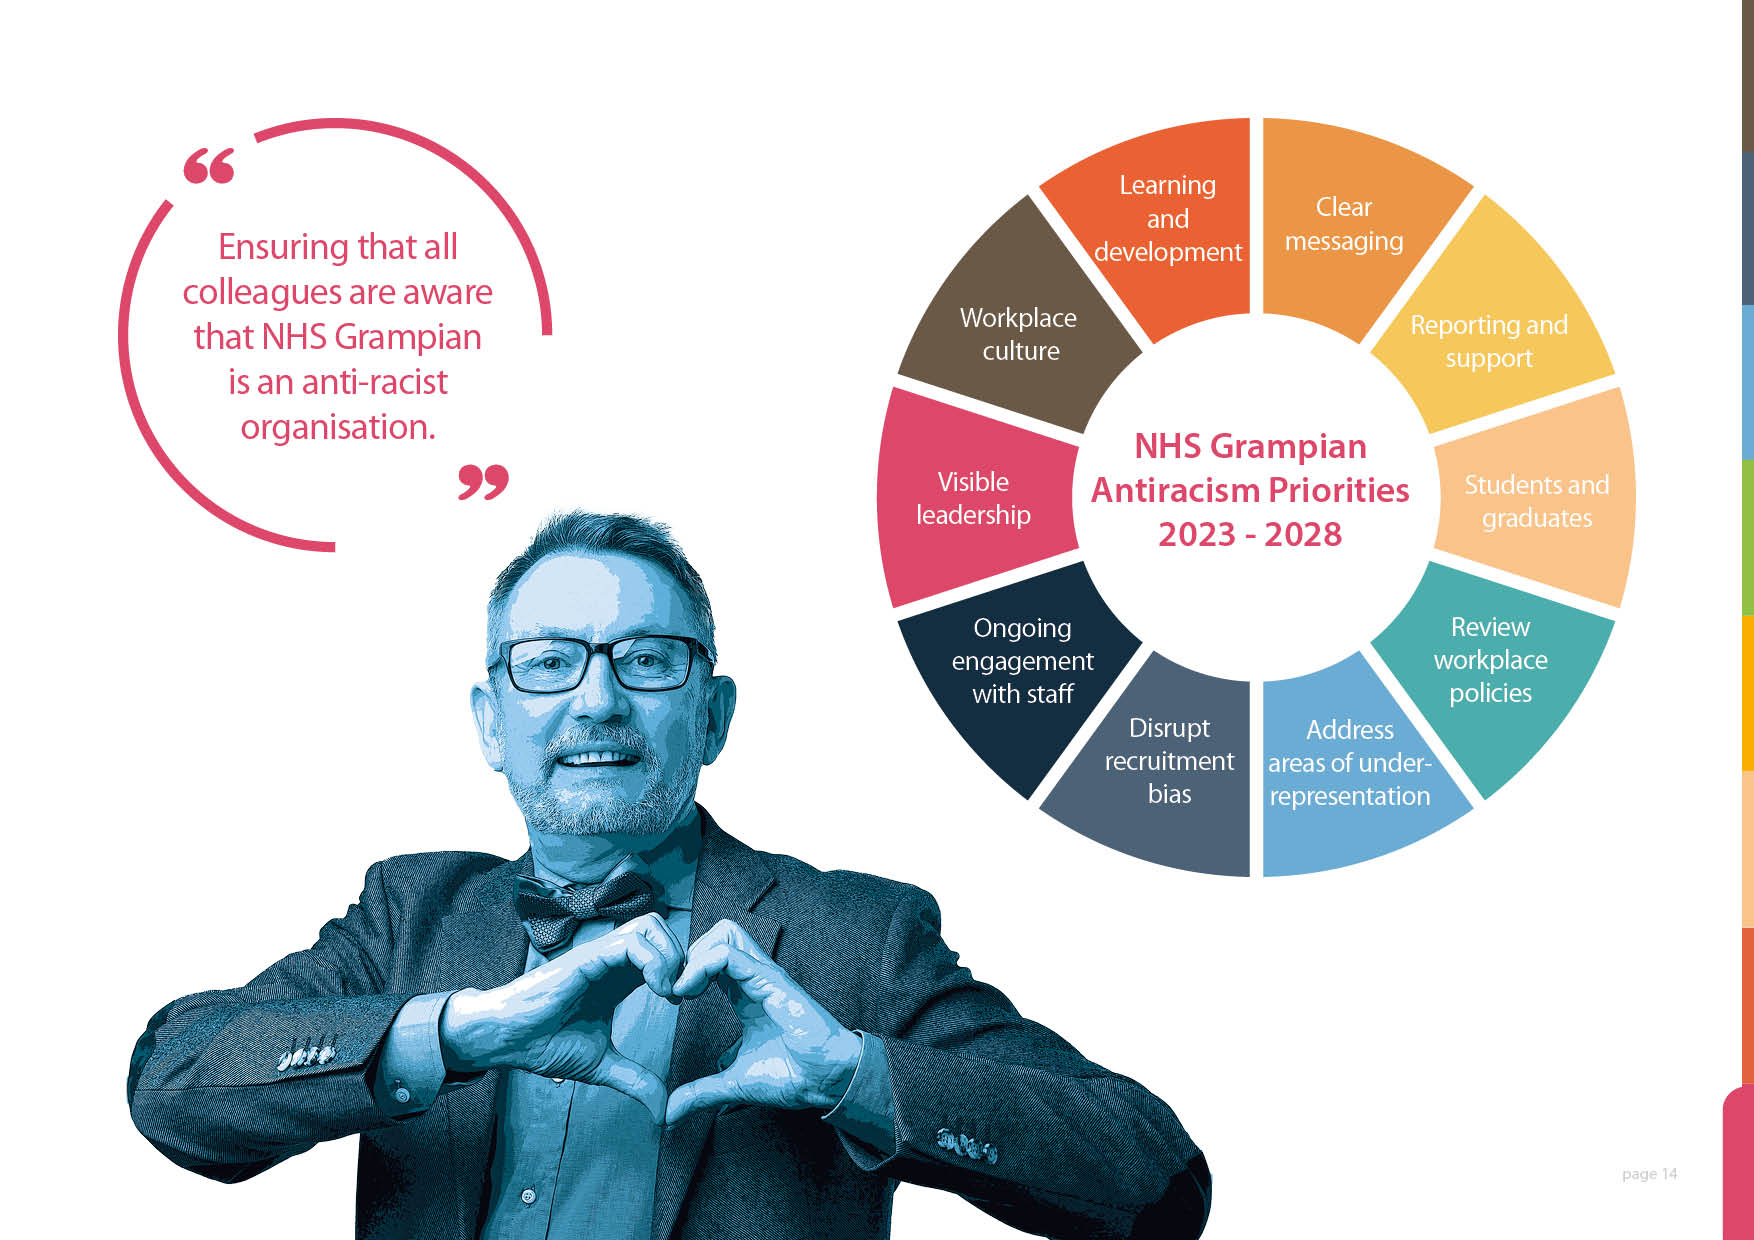 “
Ensuring that all
colleagues are aware
that NHS Grampian
is an anti-racist
organisation.
”
Learning
and
development
Clear
messaging
Reporting and
support
Students and
graduates
Review
workplace
policies
Address
areas of under-
representation
Disrupt
recruitment
bias
Ongoing
engagement
with staff
Visible
leadership
Workplace
culture
NHS Grampian
Antiracism Priorities
2023 - 2028
page 14